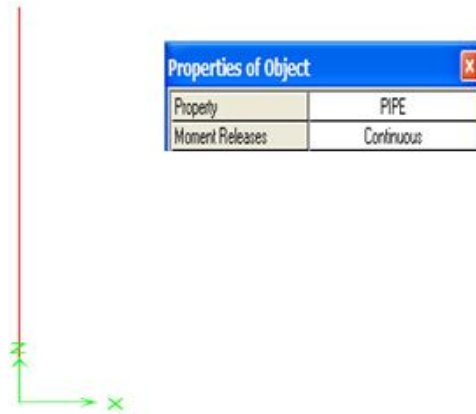 Properties of Object
Property PIPE
Moment Releases Continuous
Z
X